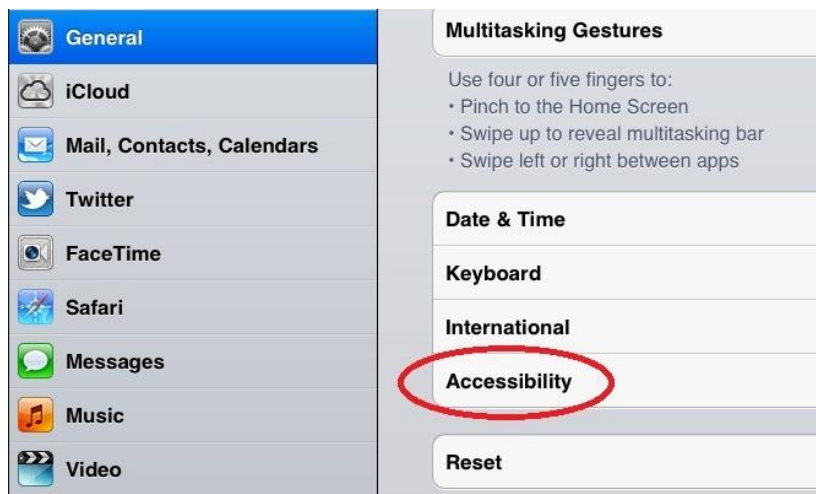 General
iCloud
Mail, Contacts, Calendars
Twitter
FaceTime
Safari
Messages
Music
Video
Multitasking Gestures
Use four or five fingers to:
• Pinch to the Home Screen
• Swipe up to reveal multitasking bar
• Swipe left or right between apps
Date & Time
Keyboard
International
Accessibility
Reset